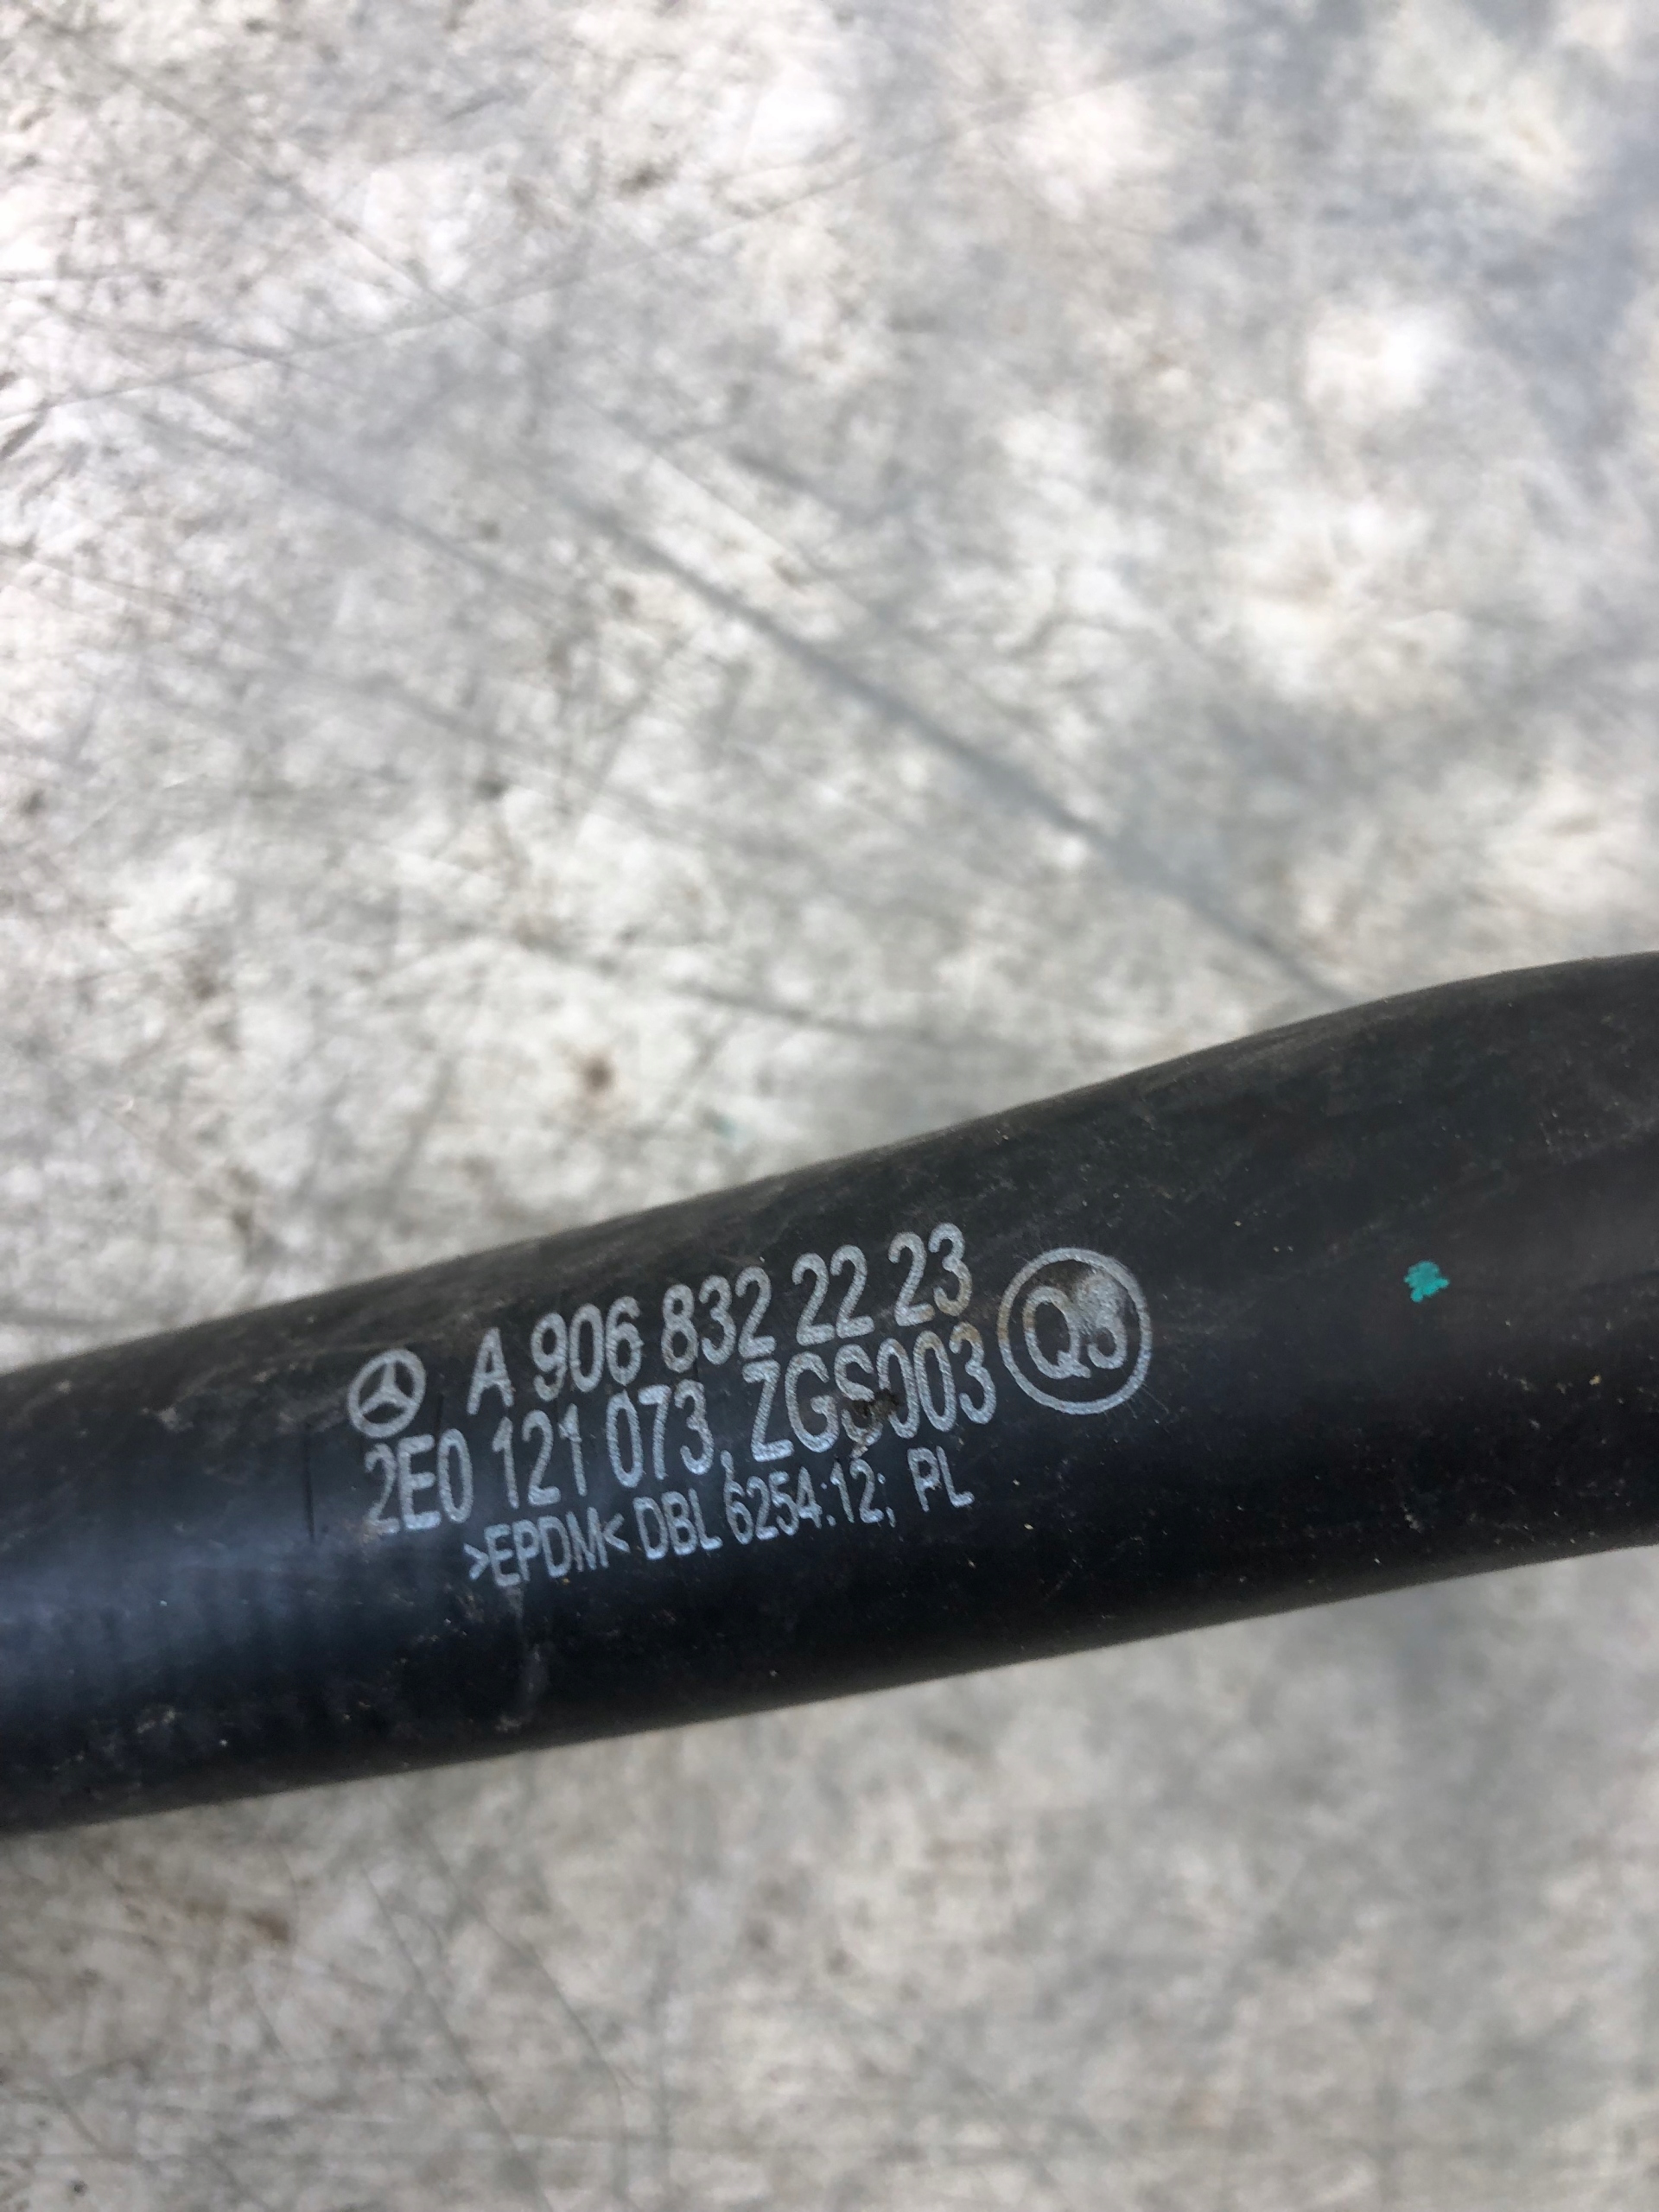 A 906 832 22 23
2E0 121 073, ZGS003
>EPDM< DBL 6254:12; PL